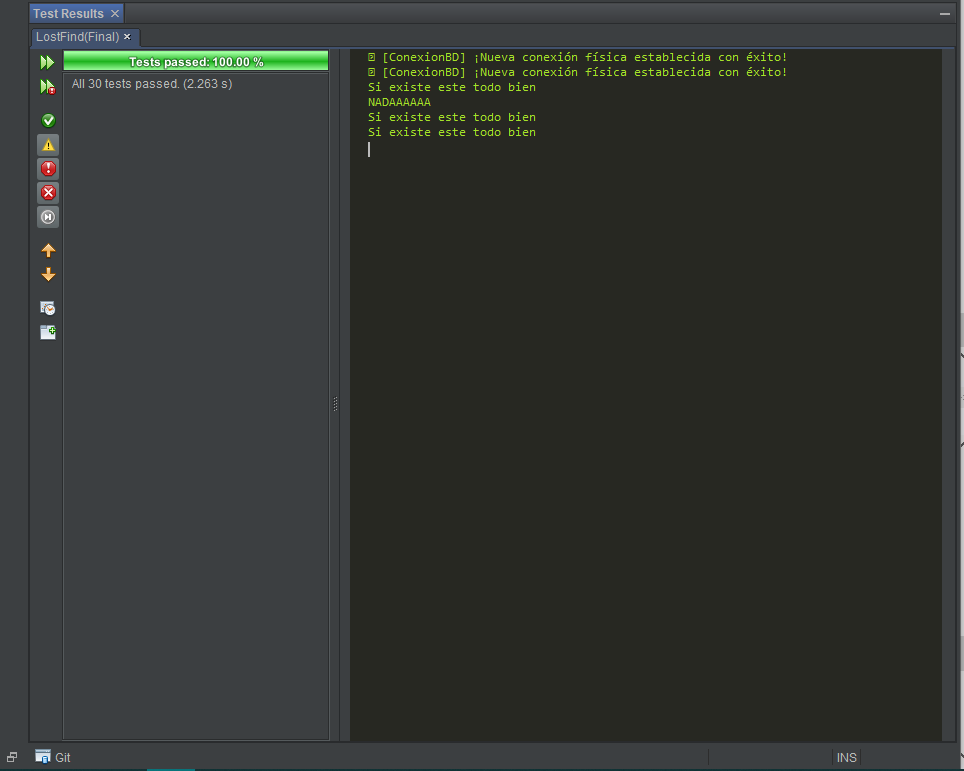 Test Results
LostFind(Final)
Tests passed: 100.00 %
All 30 tests passed. (2.263 s)
[ConexionBD] ¡Nueva conexión física establecida con éxito!
[ConexionBD] ¡Nueva conexión física establecida con éxito!
Si existe este todo bien
NADAAAAAA
Si existe este todo bien
Si existe este todo bien
Git
INS